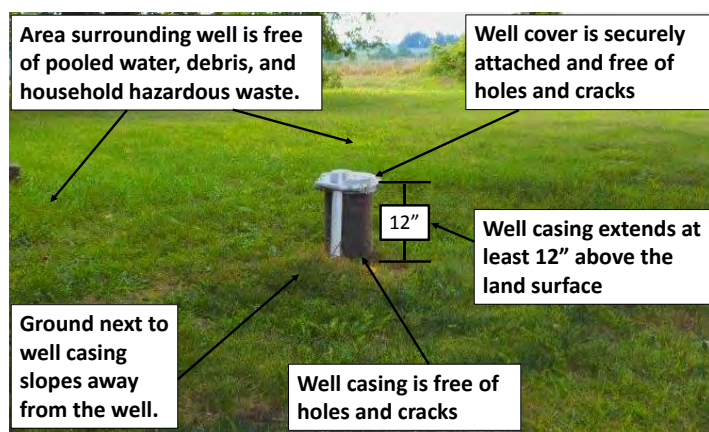 Area surrounding well is free
of pooled water, debris, and
household hazardous waste.
Well cover is securely
attached and free of
holes and cracks
12”
Well casing extends at
least 12” above the
land surface
Ground next to
well casing
slopes away
from the well.
Well casing is free of
holes and cracks